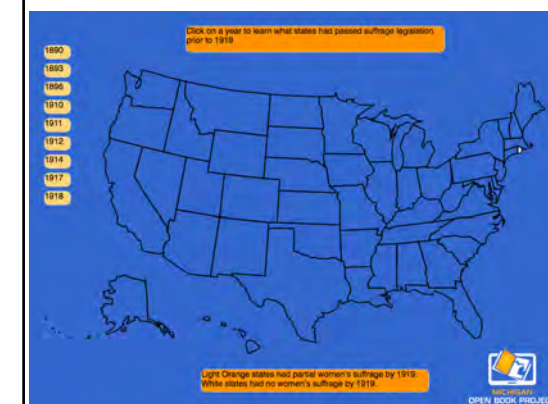 Click on a year to learn what states had passed suffrage legislation
prior to 1919
1890
1893
1896
1910
1911
1912
1914
1917
1918
Light Orange states had partial women's suffrage by 1919.
White states had no women's suffrage by 1919.
MICHIGAN
OPEN BOOK PROJECT